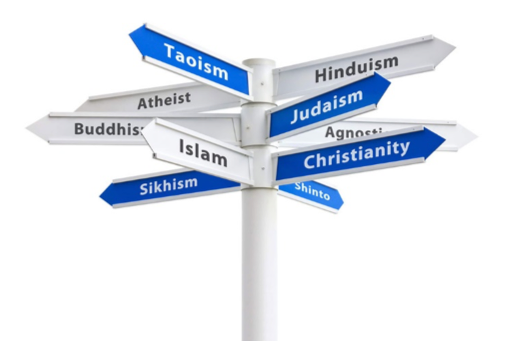 Taoism
Hinduism
Atheist
Judaism
Buddhis
Agnosti
Islam
Christianity
Sikhism
Shinto